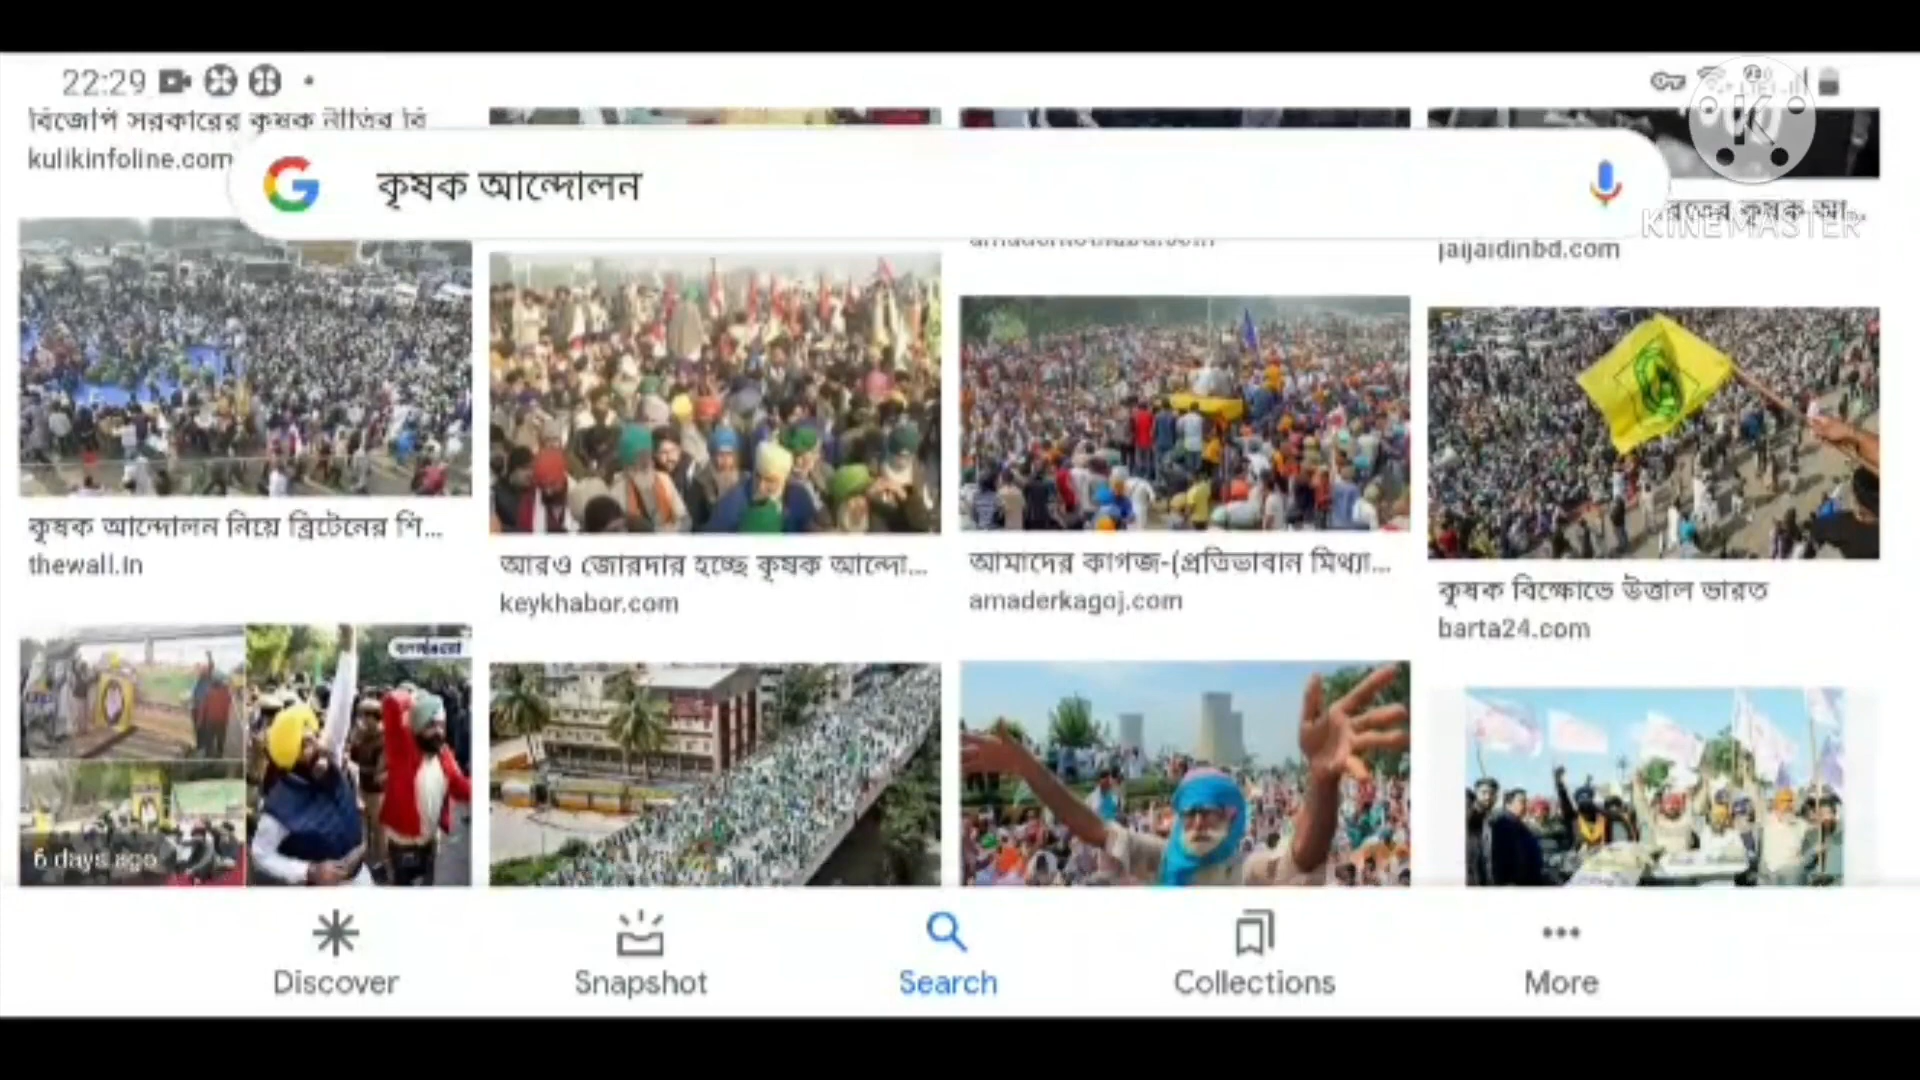 22:29
বিজেপি সরকারের কৃষক নীতির বি
kulikinfoline.com
কৃষক আন্দোলন
KINEMASTER
jaijaidinbd.com
কৃষক আন্দোলন নিয়ে ব্রিটেনের শি...
thewall.in
আরও জোরদার হচ্ছে কৃষক আন্দো...
keykhabor.com
আমাদের কাগজ-(প্রতিভাবান মিথ্যা...
amaderkagoj.com
কৃষক বিক্ষোভে উত্তাল ভারত
barta24.com
6 days ago
Discover
Snapshot
Search
Collections
More